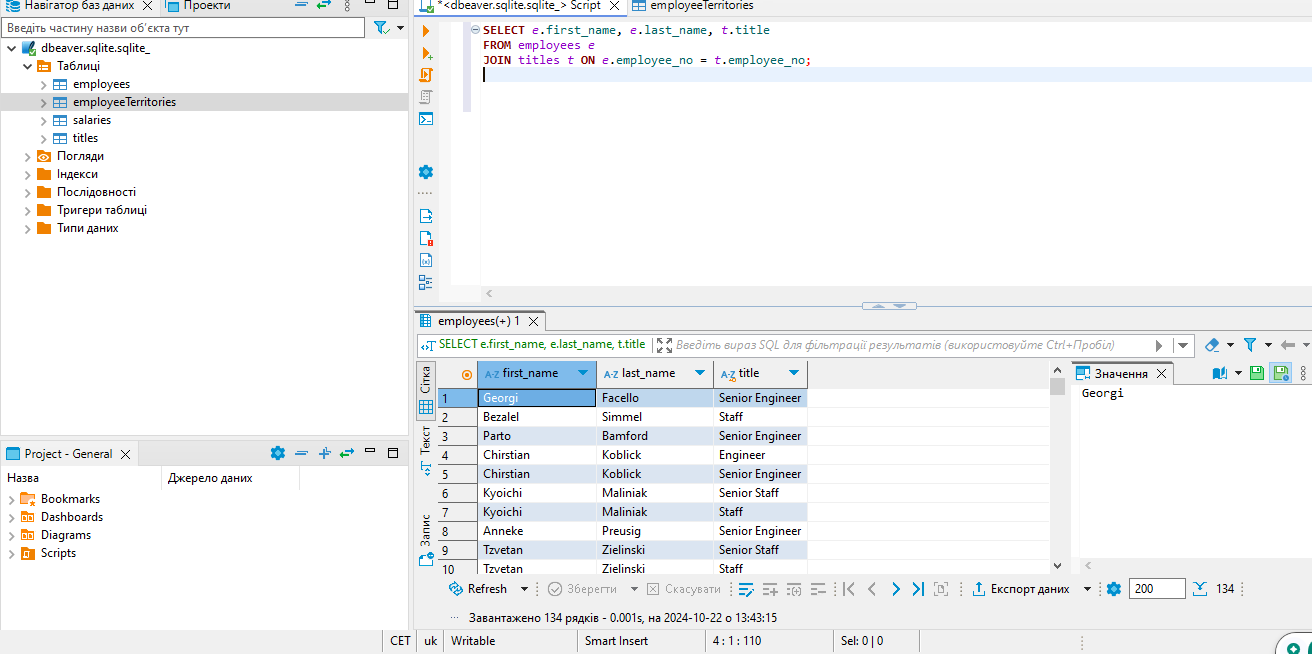 Навігатор баз даних
Проекти
Введіть частину назви об'єкта тут
dbeaver.sqlite.sqlite_
Таблиці
employees
employeeTerritories
salaries
titles
Погляди
Індекси
Послідовності
Тригери таблиці
Типи даних
Project - General
Назва
Джерело даних
Bookmarks
Dashboards
Diagrams
Scripts
*<dbeaver.sqlite.sqlite_> Script
employeeTerritories
SELECT e.first_name, e.last_name, t.title
FROM employees e
JOIN titles t ON e.employee_no = t.employee_no;
employees(+) 1
SELECT e.first_name, e.last_name, t.title
Введіть вираз SQL для фільтрації результатів (використовуйте Ctrl+Пробіл)
Сітка
Текст
Запис
A-Z first_name A-Z last_name A-Z title
1 Georgi Facello Senior Engineer
2 Bezalel Simmel Staff
3 Parto Bamford Senior Engineer
4 Chirstian Koblick Engineer
5 Chirstian Koblick Senior Engineer
6 Kyoichi Maliniak Senior Staff
7 Kyoichi Maliniak Staff
8 Anneke Preusig Senior Engineer
9 Tzvetan Zielinski Senior Staff
10 Tzvetan Zielinski Staff
Значення
Georgi
Refresh
Зберегти
Скасувати
Експорт даних
200
134
Завантажено 134 рядків - 0.001s, на 2024-10-22 о 13:43:15
CET uk Writable Smart Insert 4 : 1 : 110 Sel: 0 | 0